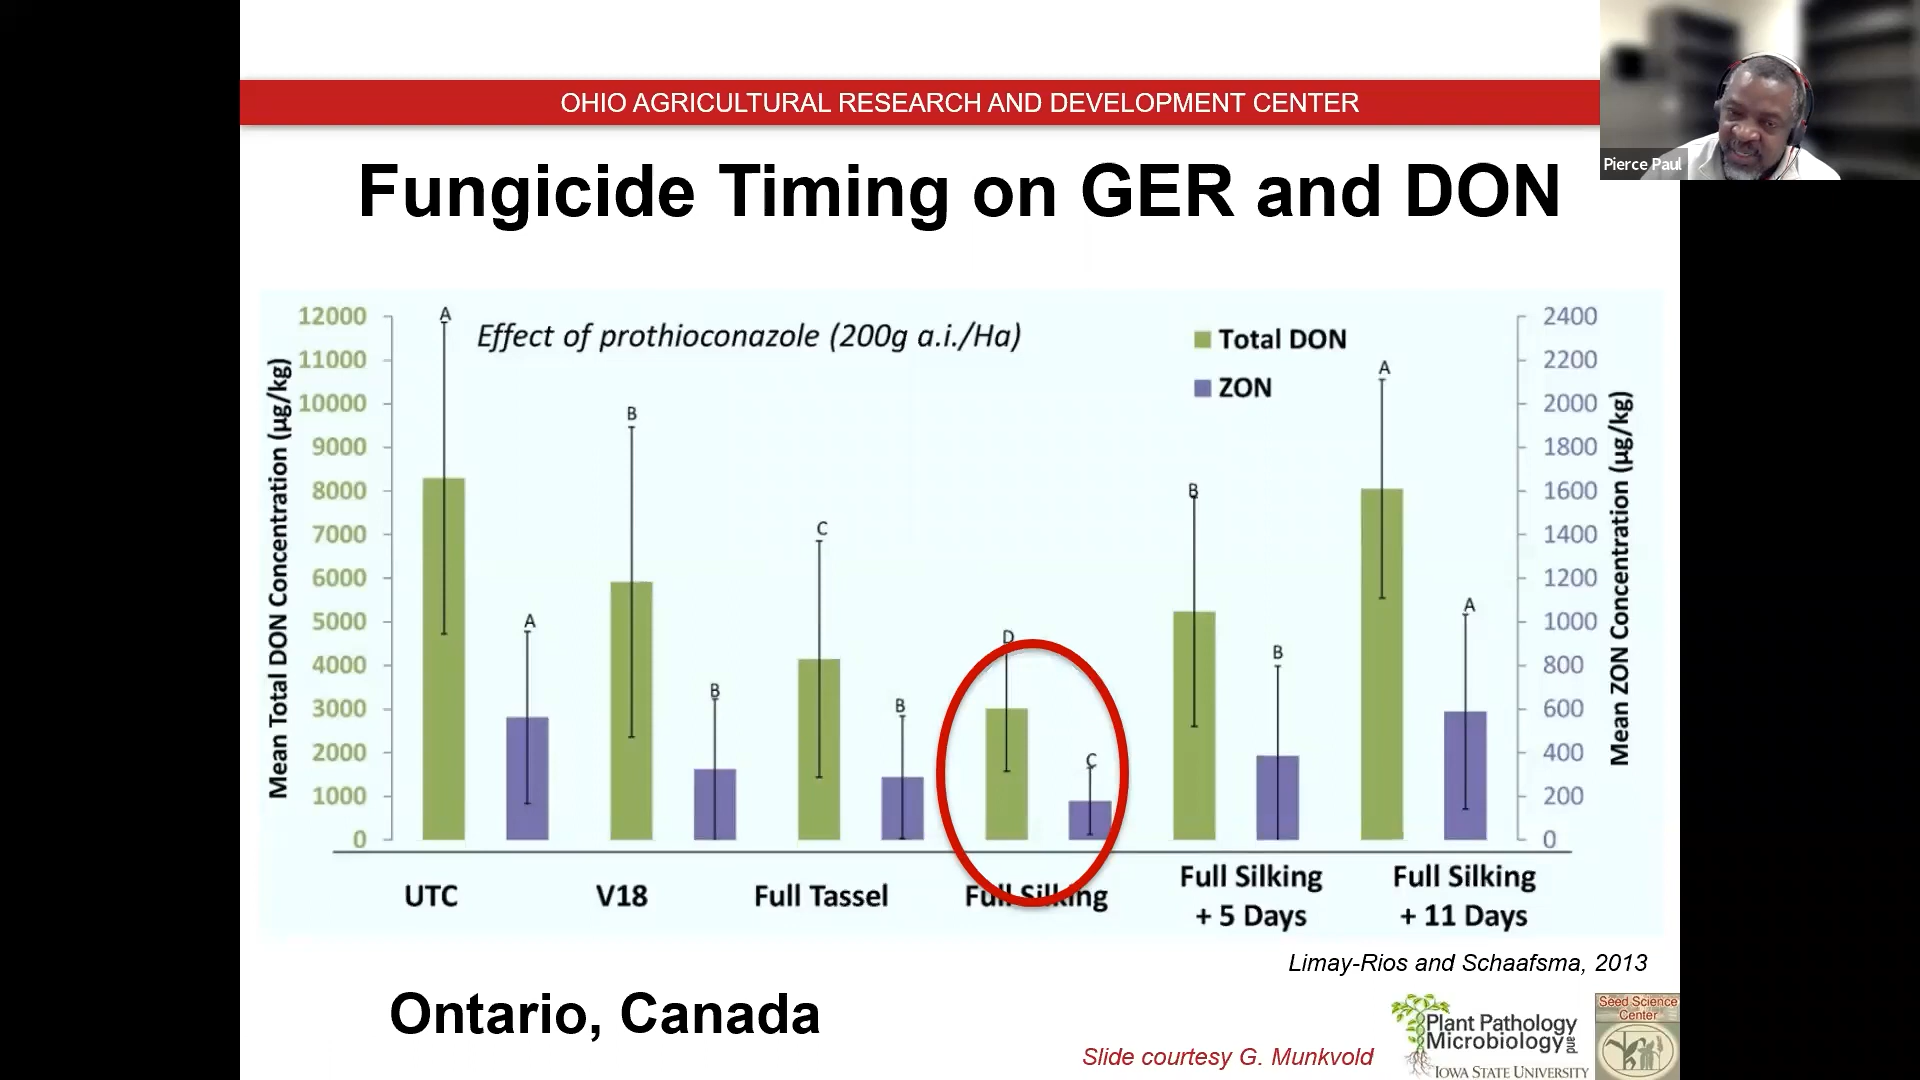 OHIO AGRICULTURAL RESEARCH AND DEVELOPMENT CENTER
Pierce Paul
Fungicide Timing on GER and DON
Effect of prothioconazole (200g a.i./Ha)
Total DON
ZON
Mean Total DON Concentration (µg/kg)
12000
11000
10000
9000
8000
7000
6000
5000
4000
3000
2000
1000
0
A
A
B
B
C
B
D
C
B
B
A
A
2400
2200
2000
1800
1600
1400
1200
1000
800
600
400
200
0
Mean ZON Concentration (µg/kg)
UTC
V18
Full Tassel
Full Silking
Full Silking
+ 5 Days
Full Silking
+ 11 Days
Limay-Rios and Schaafsma, 2013
Ontario, Canada
Slide courtesy G. Munkvold
Plant Pathology and
Microbiology
IOWA STATE UNIVERSITY
Seed Science
Center